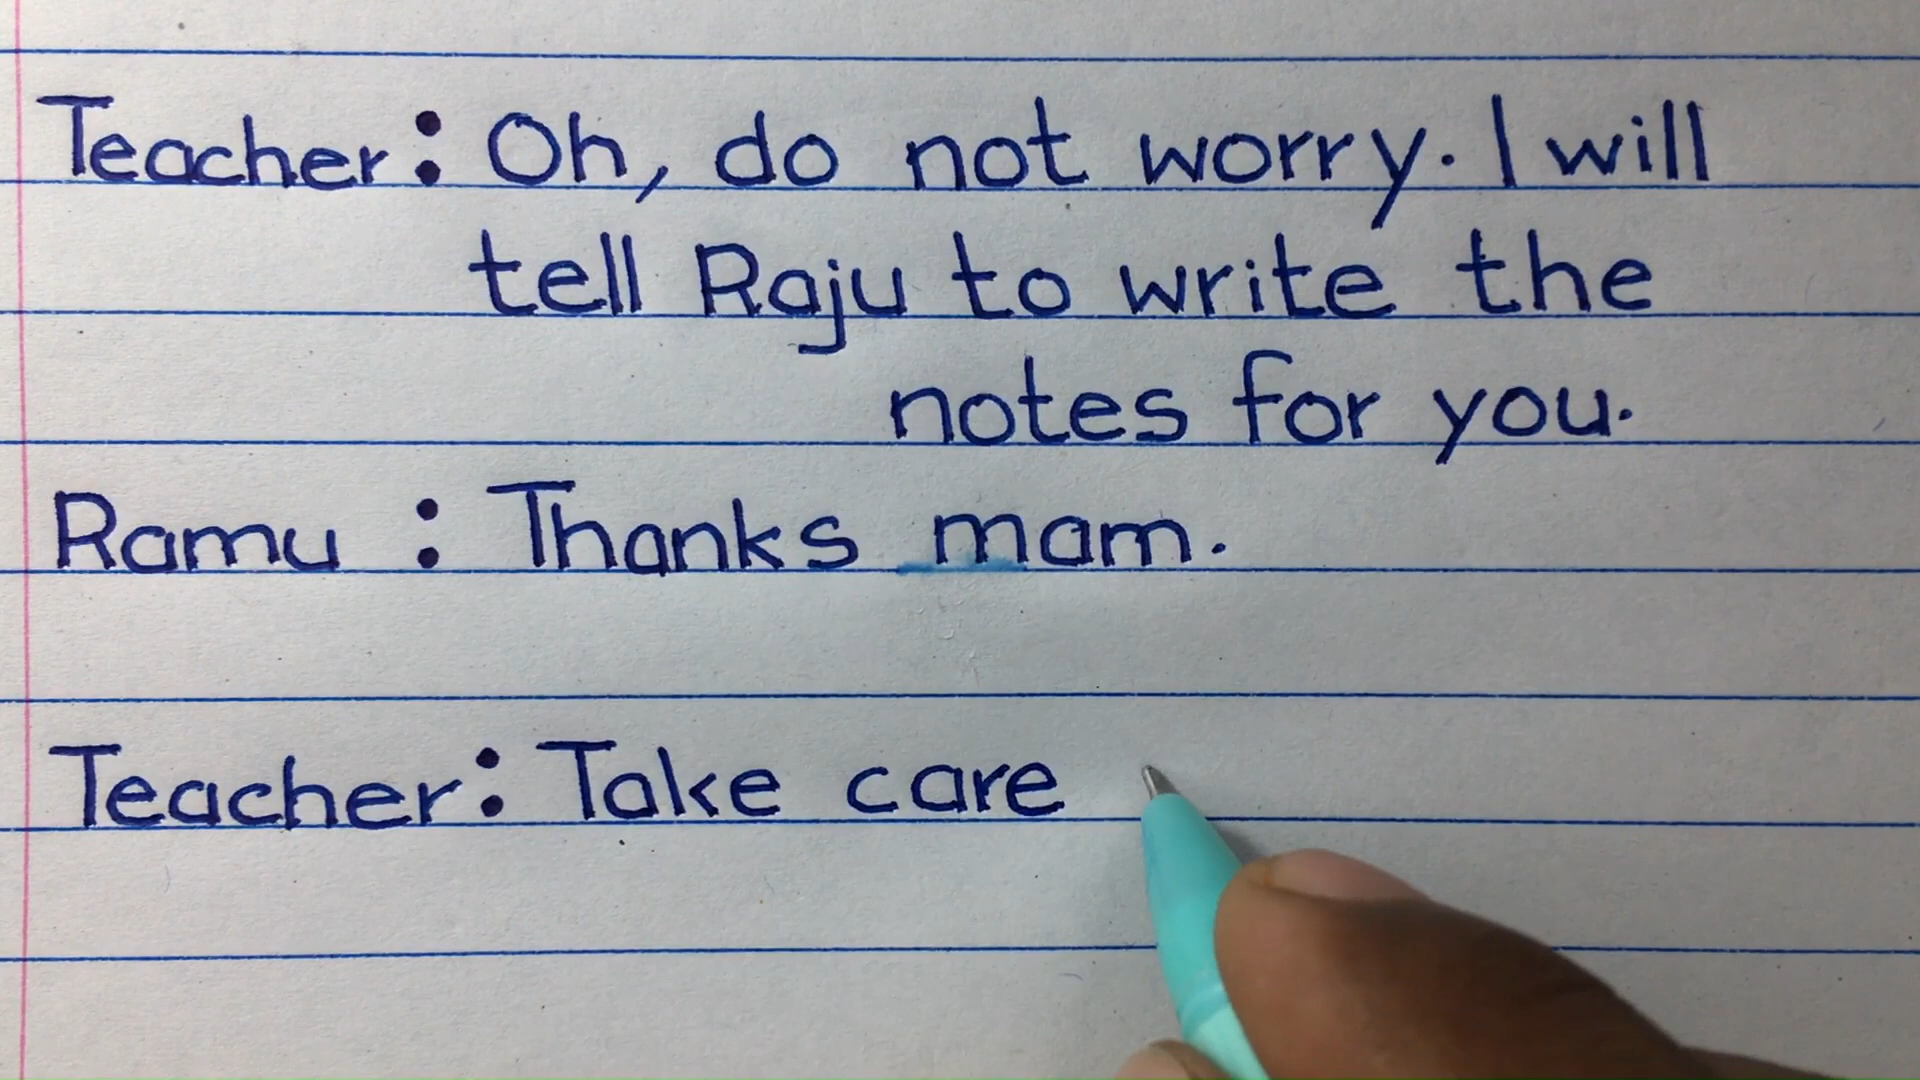 Teacher: Oh, do not worry. I will
tell Raju to write the
notes for you.
Ramu : Thanks mam.
Teacher: Take care